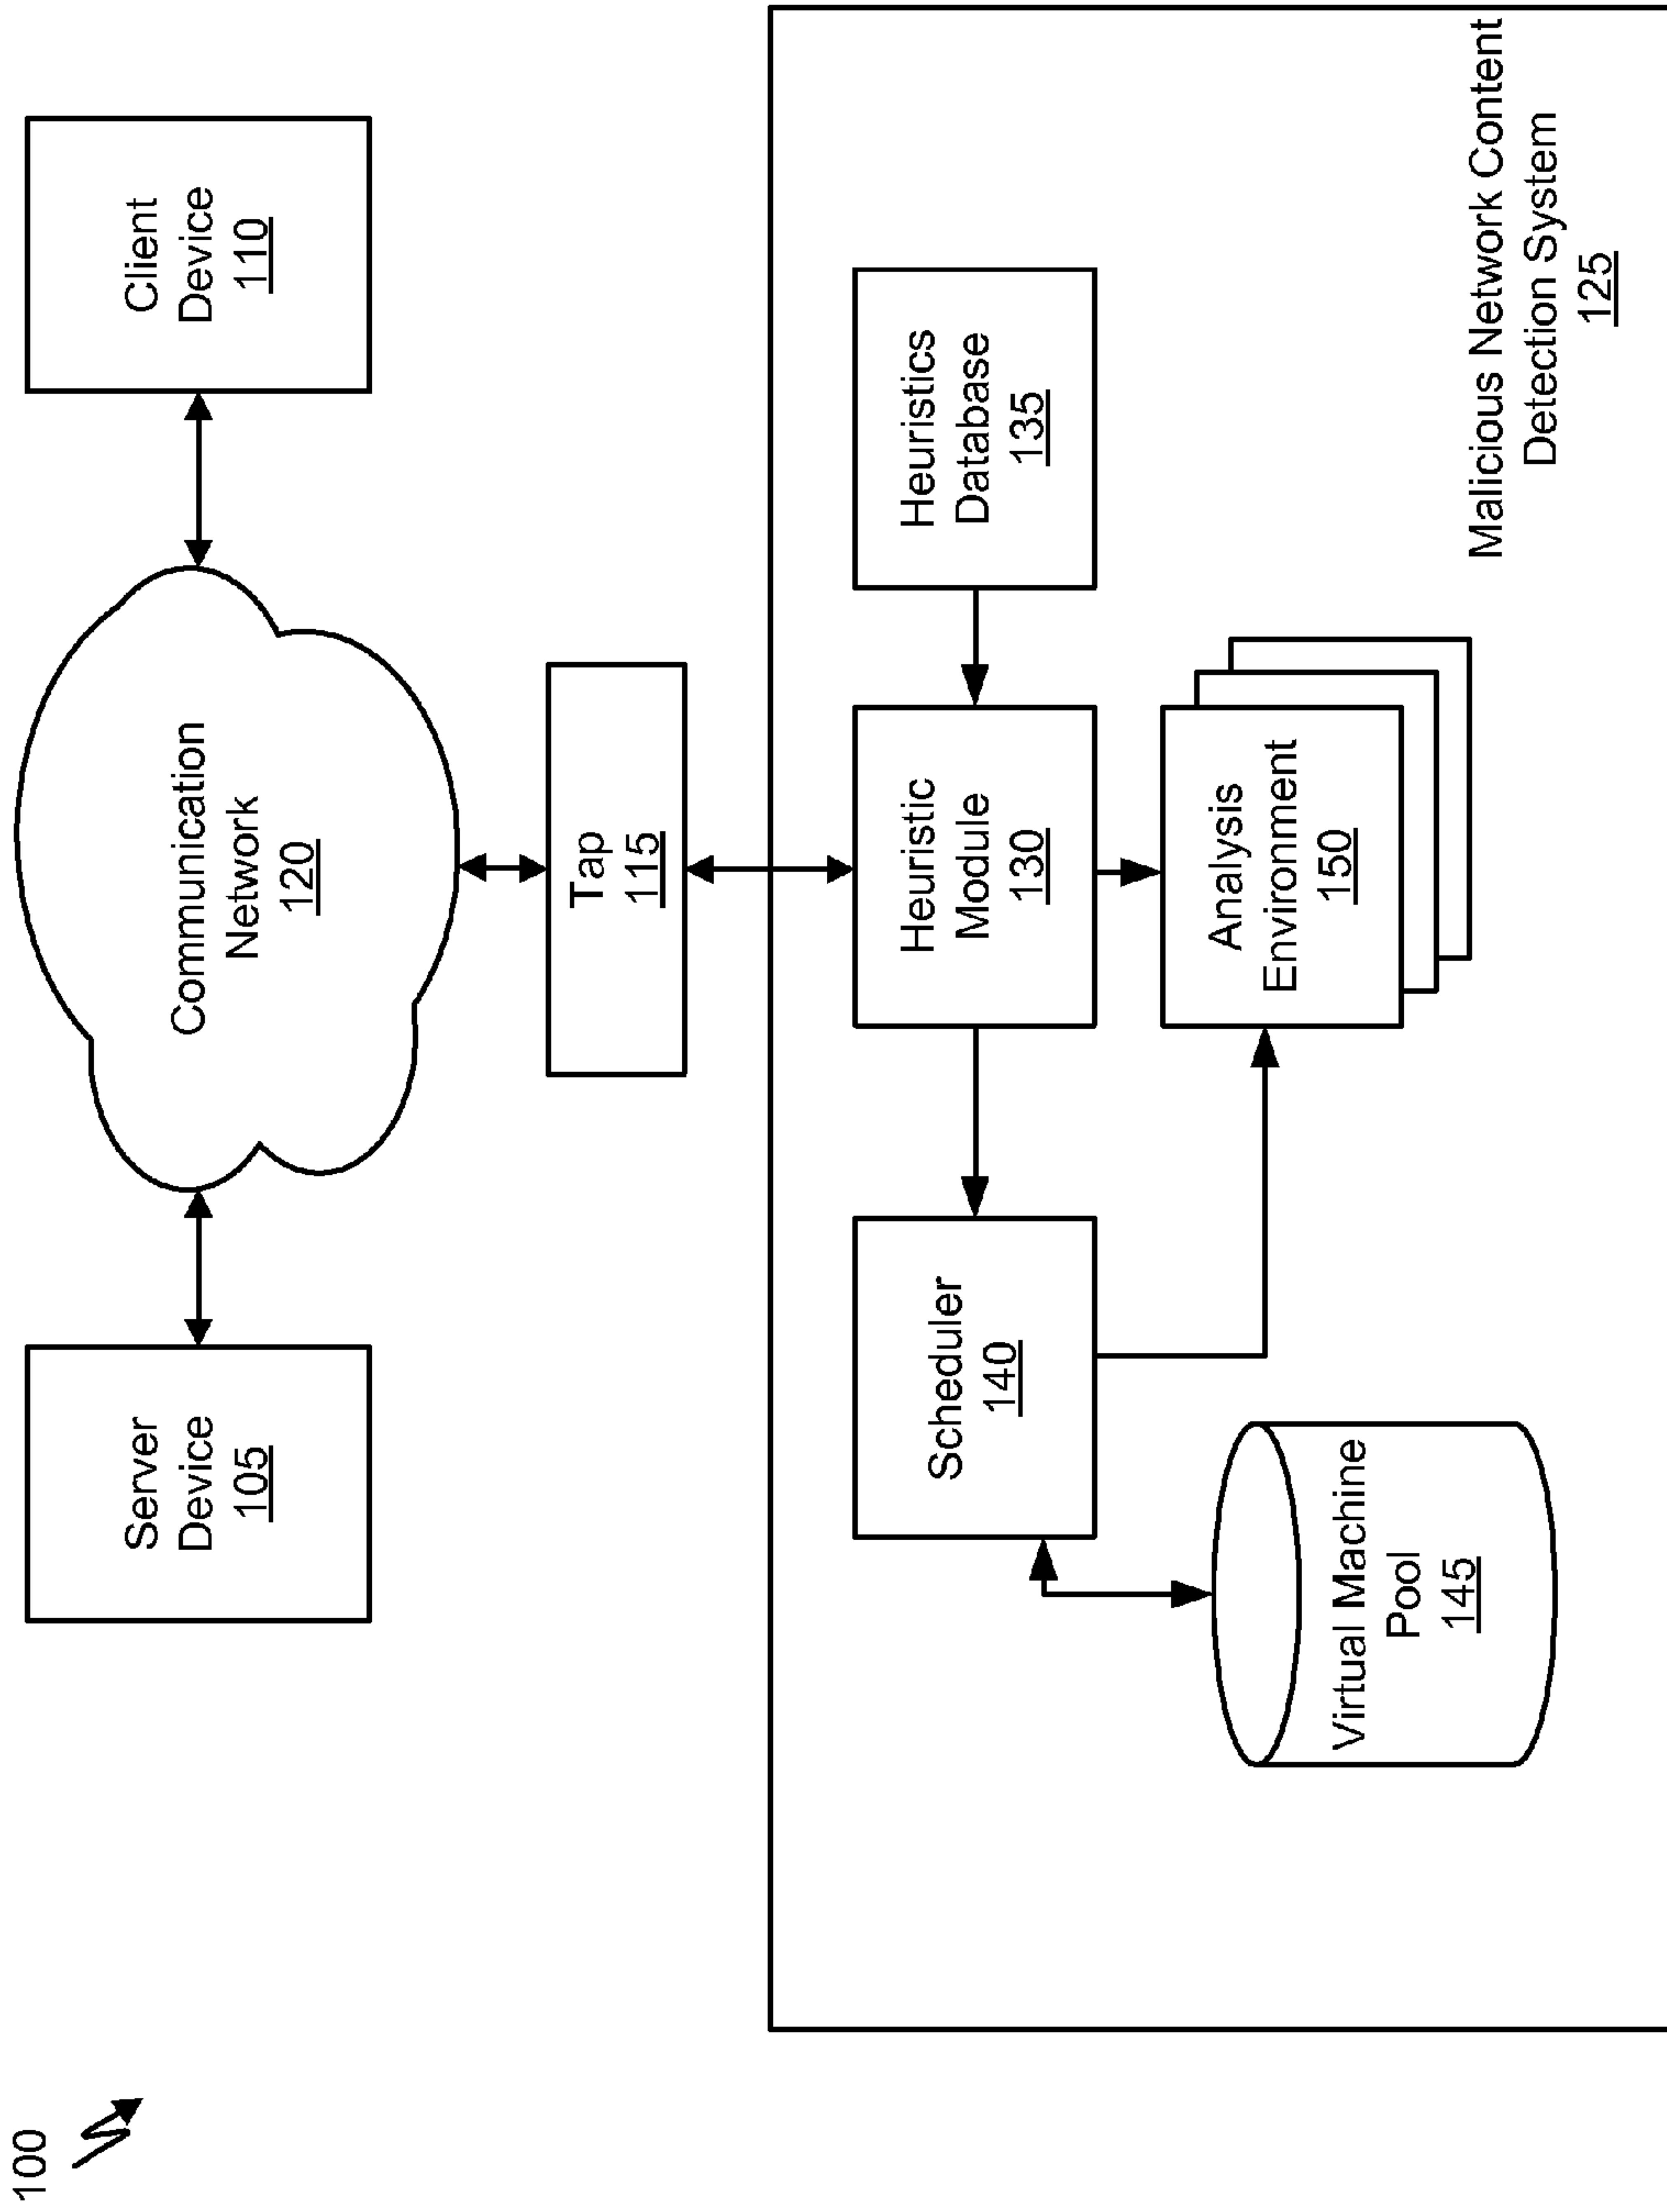 100
Server
Device
105
Communication
Network
120
Client
Device
110
Tap
115
Scheduler
140
Heuristic
Module
130
Heuristics
Database
135
Virtual Machine
Pool
145
Analysis
Environment
150
Malicious Network Content
Detection System
125